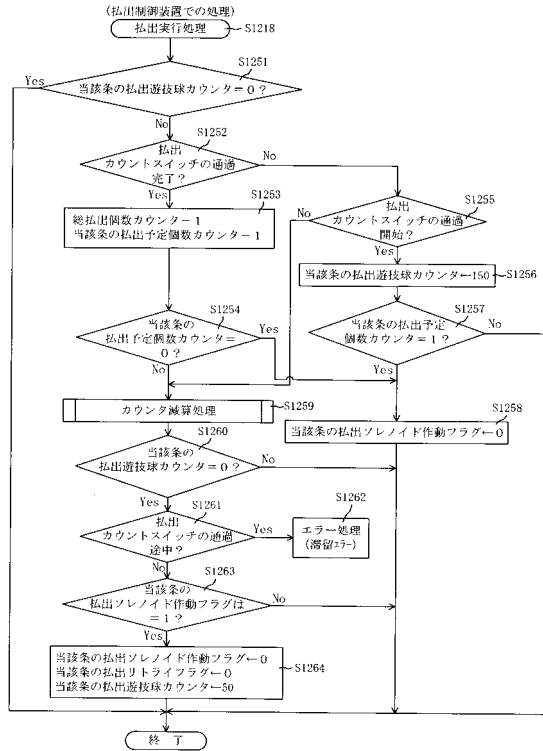 (払出制御装置での処理)
払出実行処理
S1218
S1251
Yes
当該条の払出遊技球カウンタ=0?
No
S1252
払出
カウントスイッチの通過
完了?
No
Yes
S1253
総払出個数カウンタ-1
当該条の払出予定個数カウンタ-1
S1255
No
払出
カウントスイッチの通過
開始?
Yes
当該条の払出遊技球カウンタ←150
S1256
S1254
当該条の
払出予定個数カウンタ=
0?
Yes
No
S1257
当該条の払出予定
個数カウンタ=1?
No
Yes
カウンタ減算処理
S1259
S1258
当該条の払出ソレノイド作動フラグ←0
S1260
当該条の
払出遊技球カウンタ=0?
No
Yes
S1261
払出
カウントスイッチの通過
途中?
Yes
No
S1262
エラー処理
(滞留エラー)
S1263
当該条の
払出ソレノイド作動フラグは
=1?
No
Yes
当該条の払出ソレノイド作動フラグ←0
当該条の払出リトライフラグ←0
当該条の払出遊技球カウンタ←50
S1264
終了